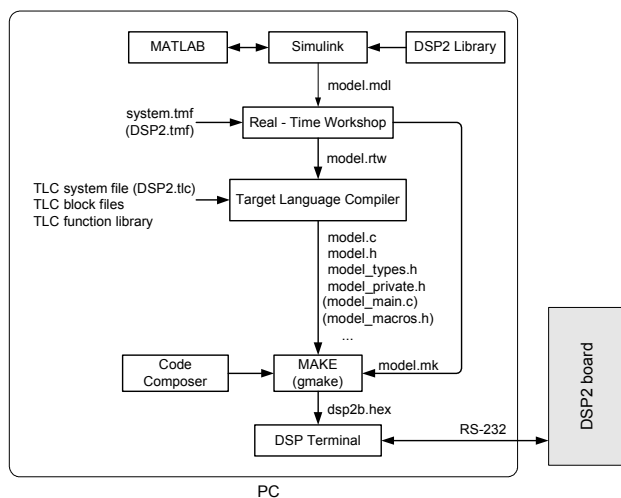 MATLAB
Simulink
DSP2 Library
model.mdl
system.tmf
(DSP2.tmf)
Real - Time Workshop
model.rtw
TLC system file (DSP2.tlc)
TLC block files
TLC function library
Target Language Compiler
model.c
model.h
model_types.h
model_private.h
(model_main.c)
(model_macros.h)
...
Code
Composer
MAKE
(gmake)
model.mk
dsp2b.hex
DSP Terminal
RS-232
DSP2 board
PC